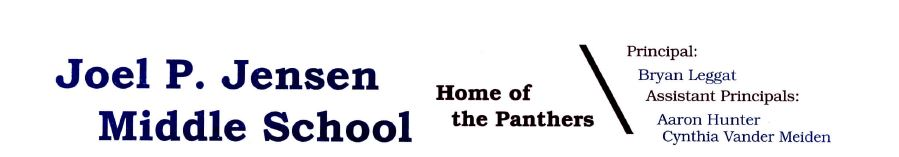 Joel P. Jensen
Middle School
Home of
the Panthers
Principal:
Bryan Leggat
Assistant Principals:
Aaron Hunter
Cynthia Vander Meiden